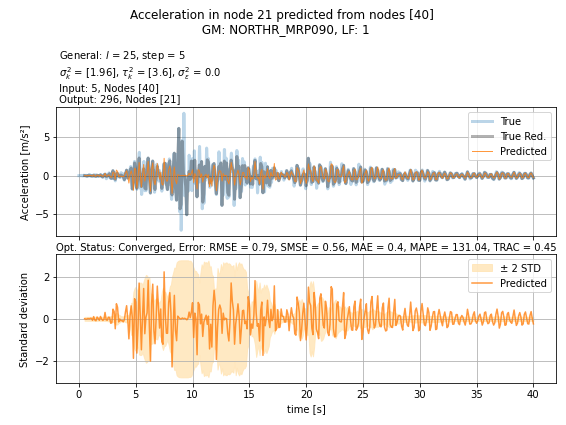 Acceleration in node 21 predicted from nodes [40]
GM: NORTHR_MRP090, LF: 1
General: l = 25, step = 5
σ²ₖ = [1.96], τ²ₖ = [3.6], σ²ε = 0.0
Input: 5, Nodes [40]
Output: 296, Nodes [21]
Acceleration [m/s²]
5
0
−5
True
True Red.
Predicted
Opt. Status: Converged, Error: RMSE = 0.79, SMSE = 0.56, MAE = 0.4, MAPE = 131.04, TRAC = 0.45
Standard deviation
2
0
−2
± 2 STD
Predicted
0 5 10 15 20 25 30 35 40
time [s]